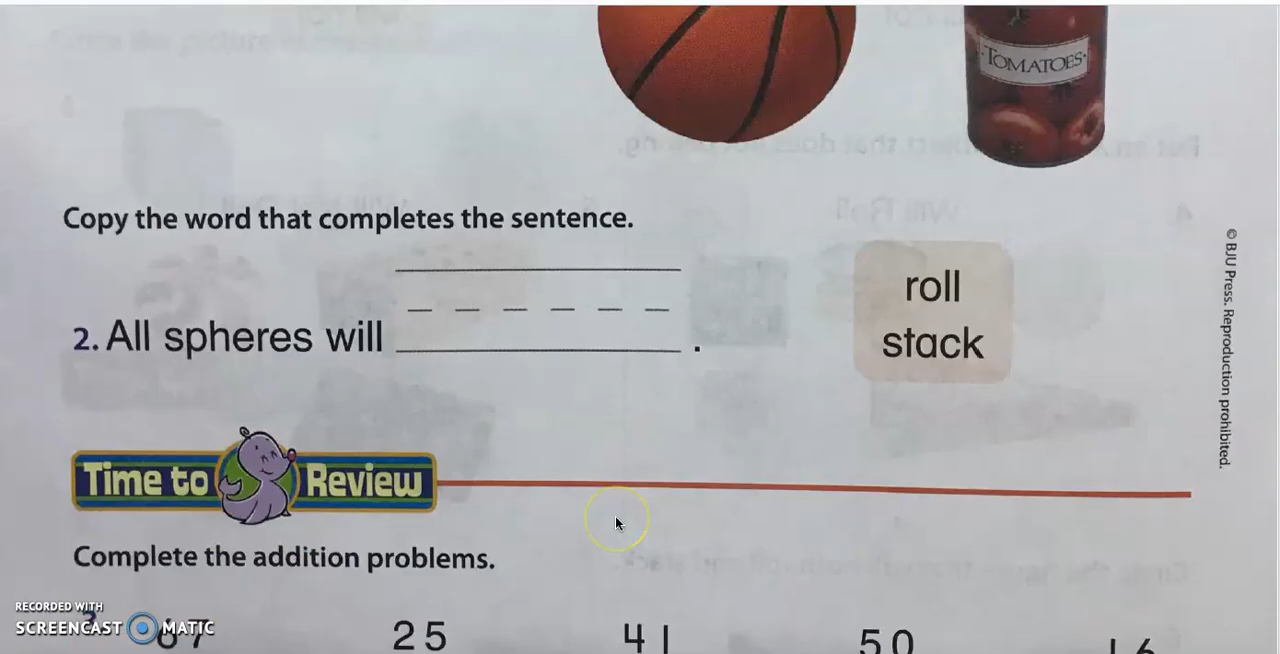 TOMATOES
Copy the word that completes the sentence.
roll
2. All spheres will .
stack
© BJU Press. Reproduction prohibited.
Time to Review
Complete the addition problems.
25 41 50 16
RECORDED WITH
SCREENCAST MATIC